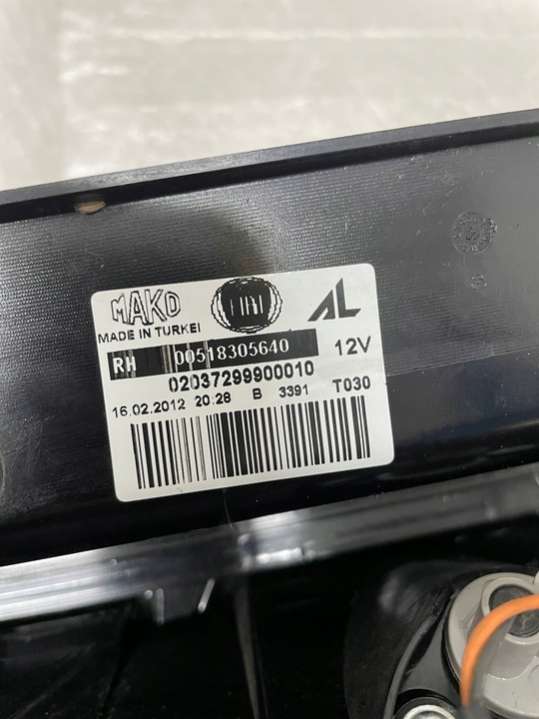 MAKO FIAT AL
MADE IN TURKEI
RH 00518305640 12V
02037299900010
16.02.2012 20:28 B 3391 T030